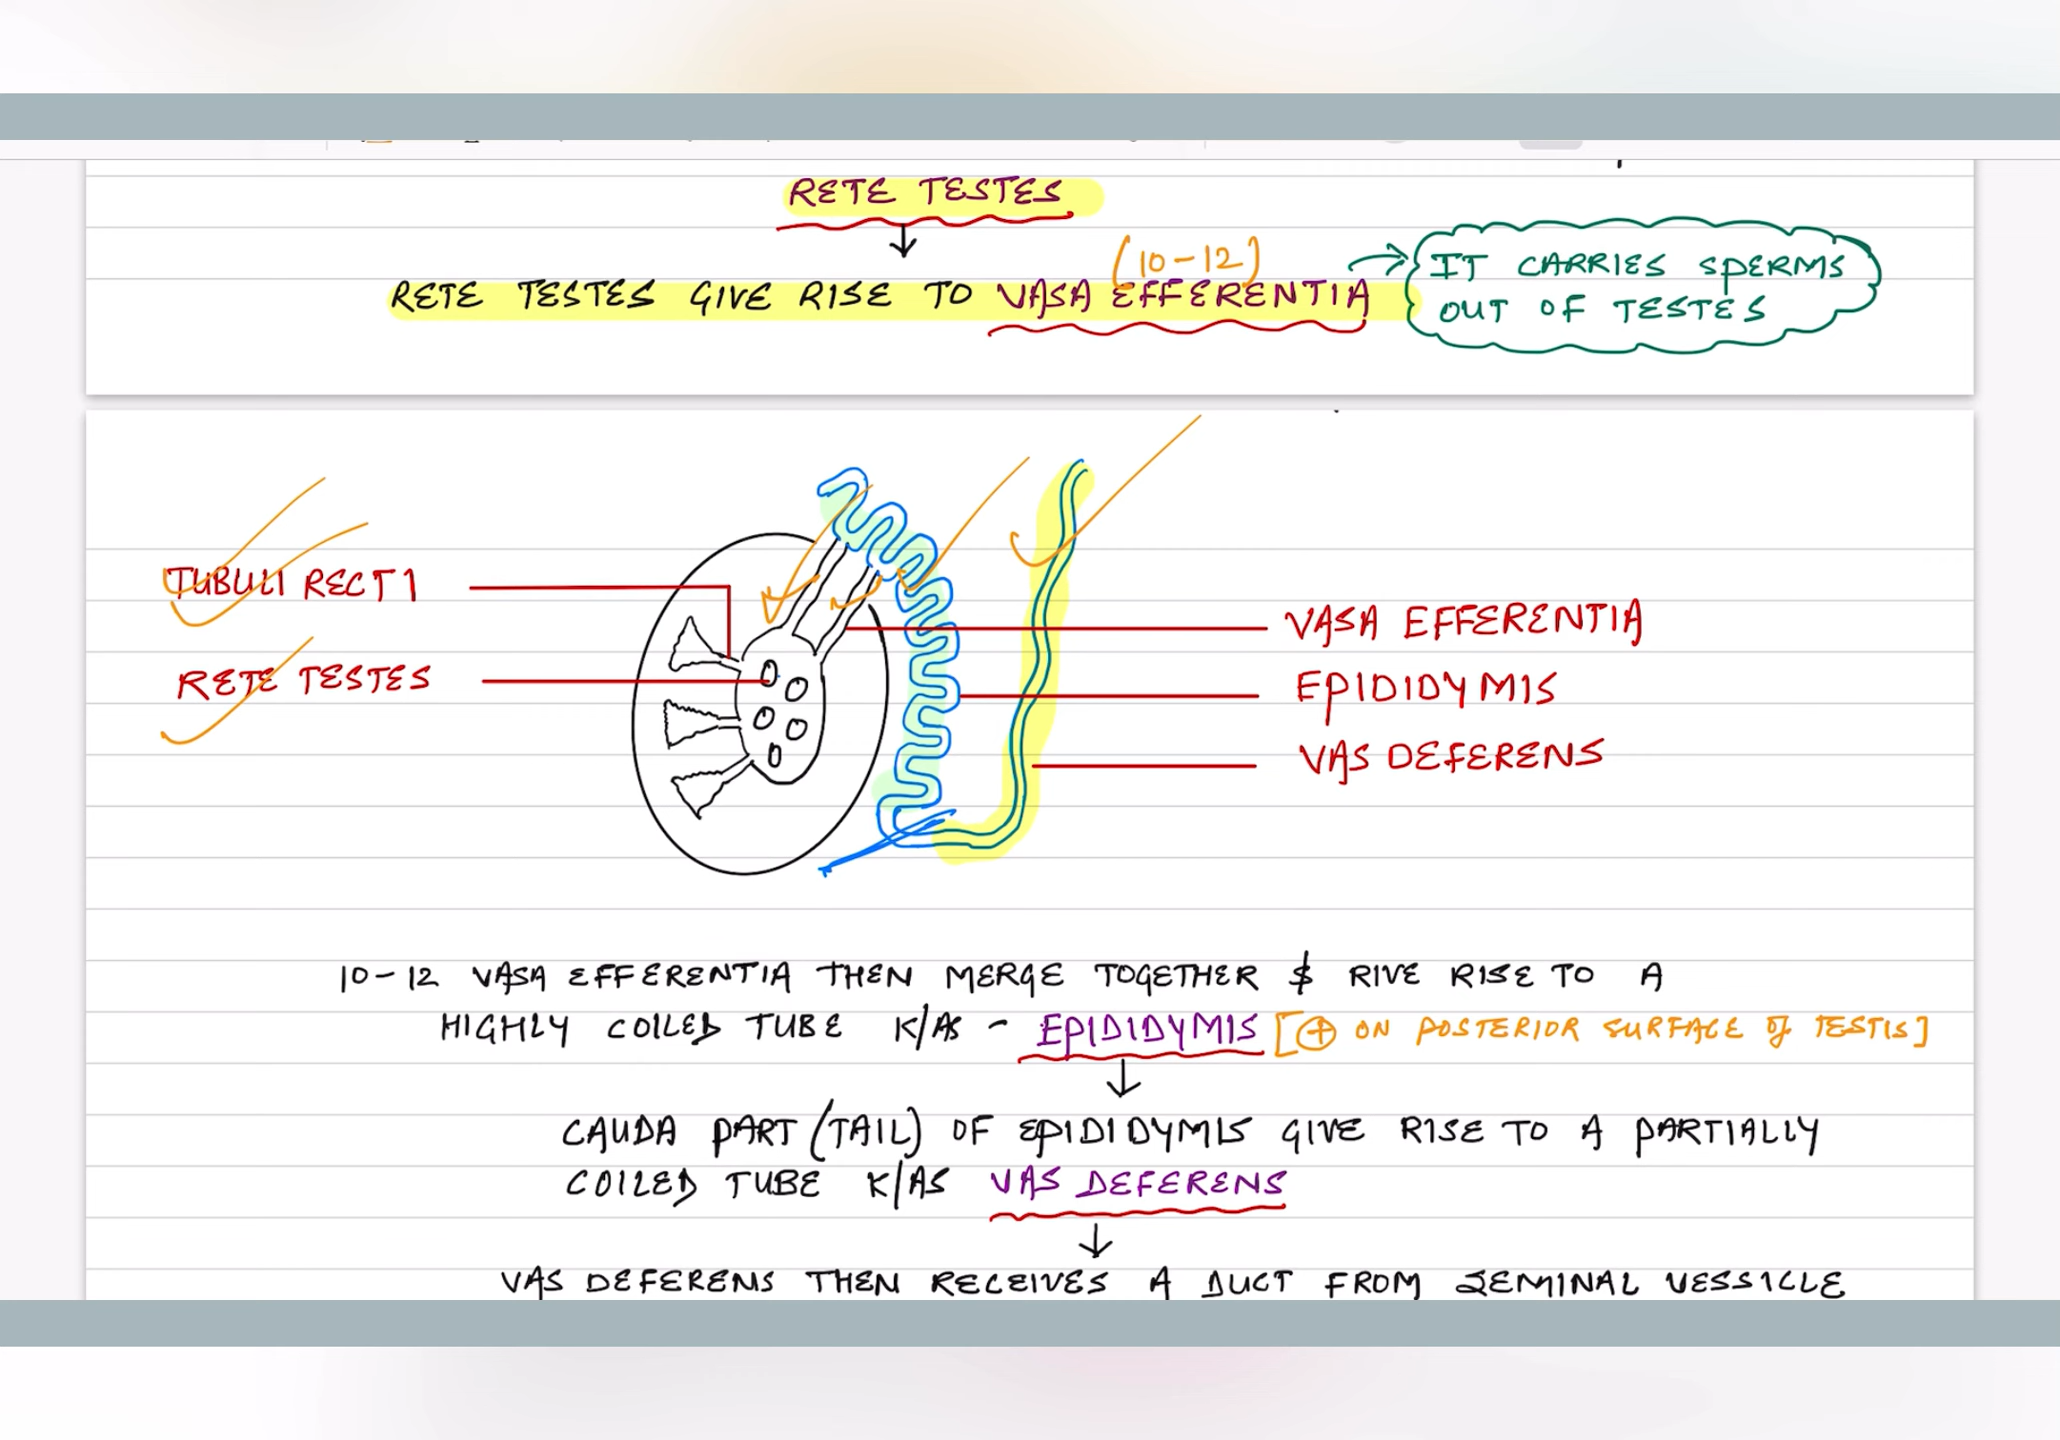 RETE TESTES
↓
(10-12)
RETE TESTES GIVE RISE TO VASA EFFERENTIA
→ IT CARRIES SPERMS
OUT OF TESTES
TUBULI RECTI
RETE TESTES
VASA EFFERENTIA
EPIDIDYMIS
VAS DEFERENS
10-12 VASA EFFERENTIA THEN MERGE TOGETHER & RIVE RISE TO A
HIGHLY COILED TUBE K/AS - EPIDIDYMIS [⊕ ON POSTERIOR SURFACE of TESTIS]
↓
CAUDA PART (TAIL) OF EPIDIDYMIS GIVE RISE TO A PARTIALLY
COILED TUBE K/AS VAS DEFERENS
↓
VAS DEFERENS THEN RECEIVES A DUCT FROM SEMINAL VESSICLE